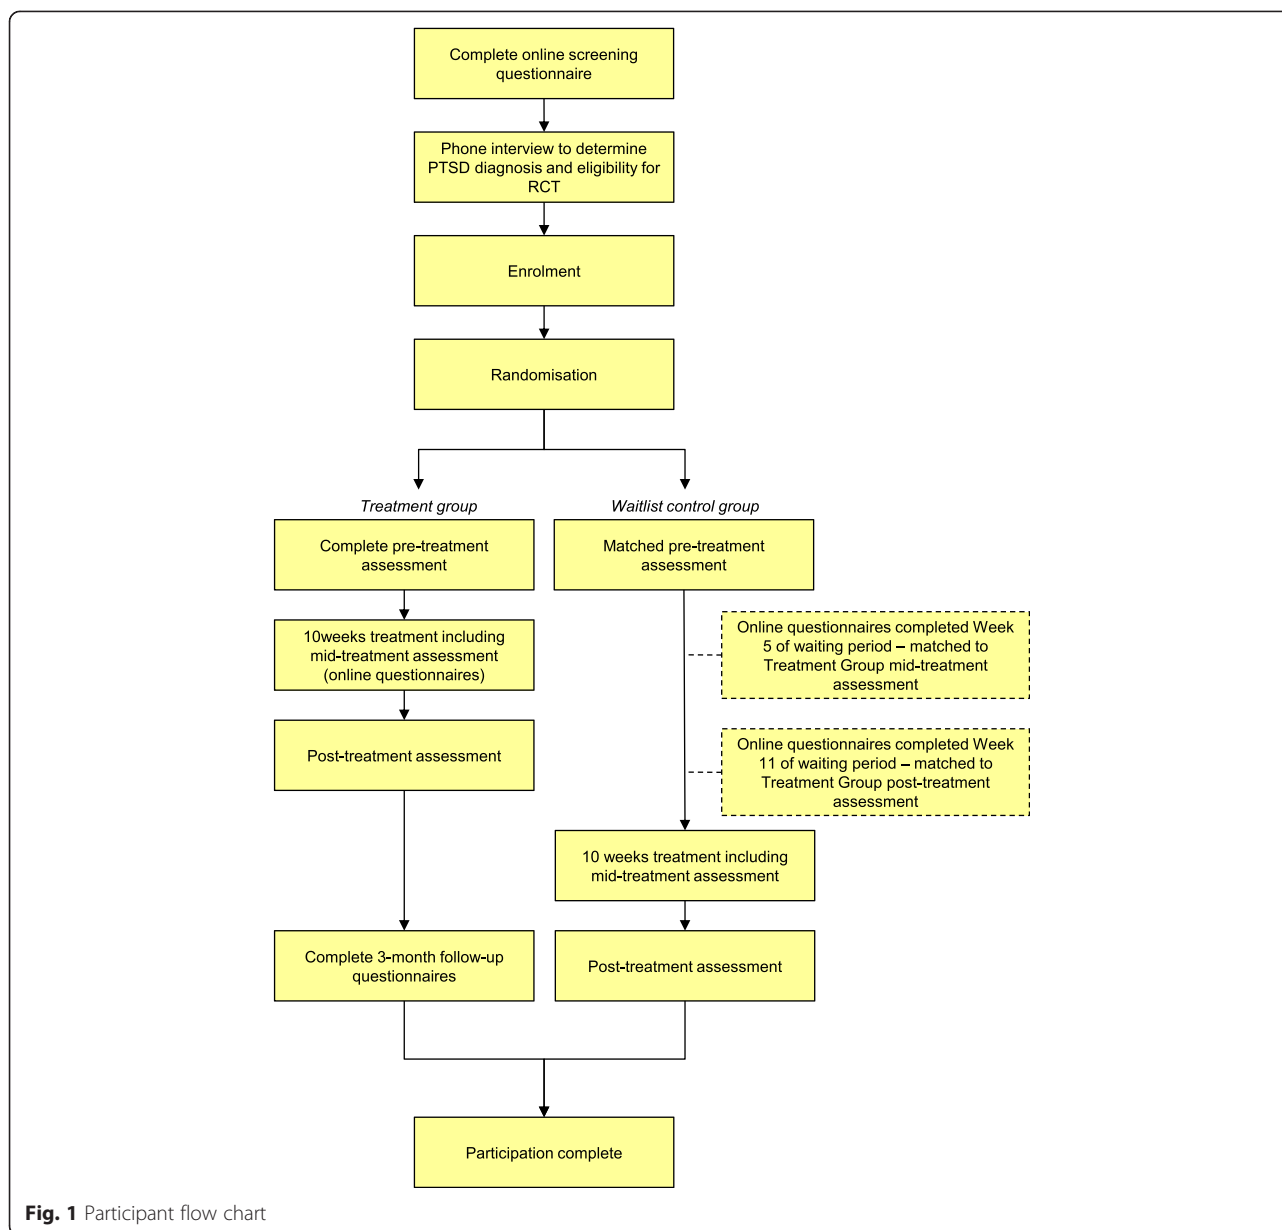 Complete online screening
questionnaire
Phone interview to determine
PTSD diagnosis and eligibility for
RCT
Enrolment
Randomisation
Treatment group
Complete pre-treatment
assessment
10weeks treatment including
mid-treatment assessment
(online questionnaires)
Post-treatment assessment
Complete 3-month follow-up
questionnaires
Waitlist control group
Matched pre-treatment
assessment
Online questionnaires completed Week
5 of waiting period – matched to
Treatment Group mid-treatment
assessment
Online questionnaires completed Week
11 of waiting period – matched to
Treatment Group post-treatment
assessment
10 weeks treatment including
mid-treatment assessment
Post-treatment assessment
Participation complete
Fig. 1 Participant flow chart